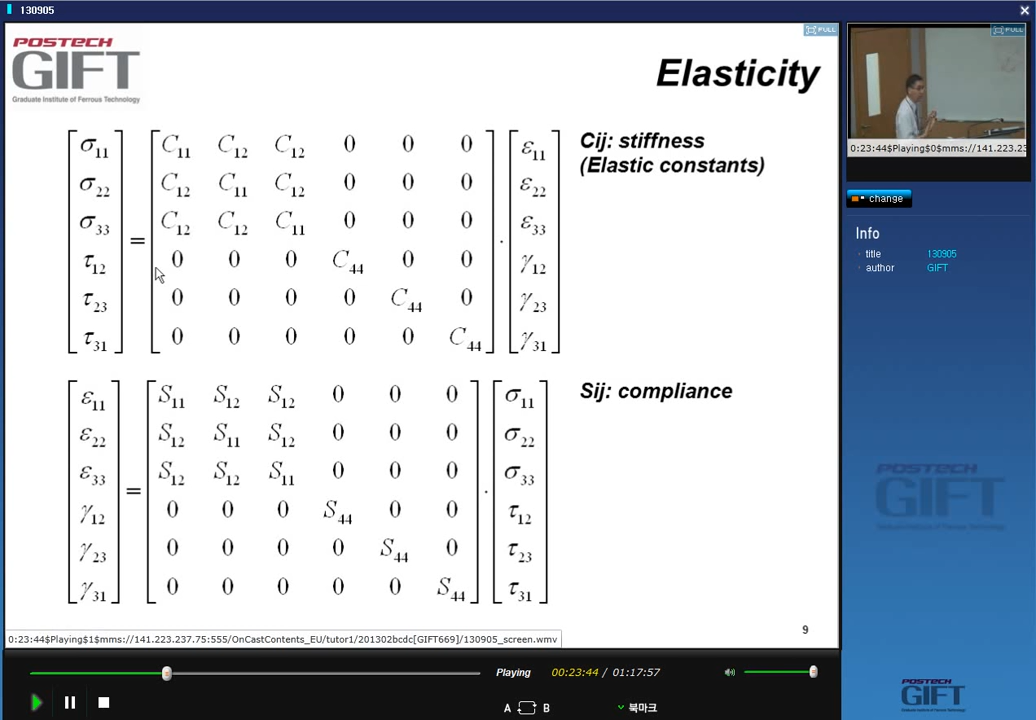 130905
POSTECH
GIFT
Graduate Institute of Ferrous Technology
FULL
Elasticity
σ11 C11 C12 C12 0 0 0 ε11
σ22 C12 C11 C12 0 0 0 ε22
σ33 C12 C12 C11 0 0 0 ε33
=
·
τ12 0 0 0 C44 0 0 γ12
τ23 0 0 0 0 C44 0 γ23
τ31 0 0 0 0 0 C44 γ31
Cij: stiffness
(Elastic constants)
ε11 S11 S12 S12 0 0 0 σ11
ε22 S12 S11 S12 0 0 0 σ22
ε33 S12 S12 S11 0 0 0 σ33
=
·
γ12 0 0 0 S44 0 0 τ12
γ23 0 0 0 0 S44 0 τ23
γ31 0 0 0 0 0 S44 τ31
Sij: compliance
9
0:23:44$Playing$1$mms://141.223.237.75:555/OnCastContents_EU/tutor1/201302bcdc[GIFT669]/130905_screen.wmv
FULL
0:23:44$Playing$0$mms://141.223.23
change
Info
title 130905
author GIFT
POSTECH
GIFT
Playing 00:23:44 / 01:17:57
A B 북마크
POSTECH
GIFT